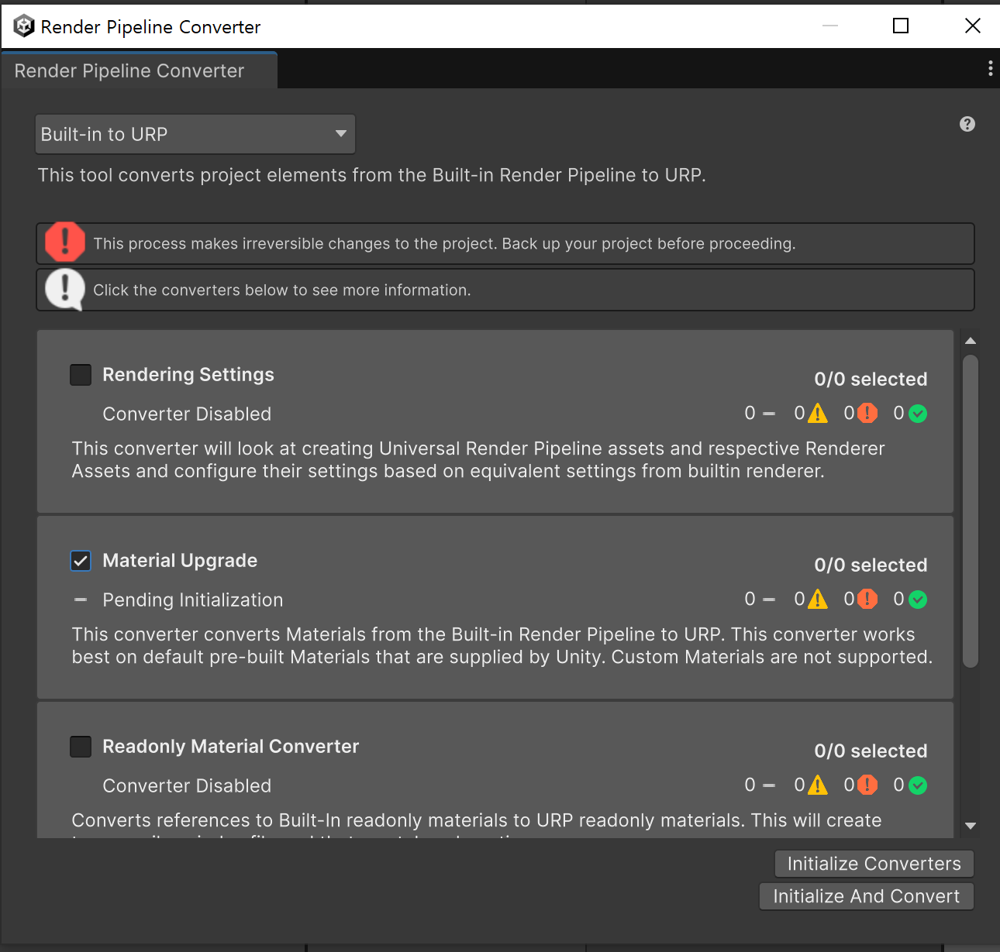 Render Pipeline Converter
Render Pipeline Converter
Built-in to URP
This tool converts project elements from the Built-in Render Pipeline to URP.
This process makes irreversible changes to the project. Back up your project before proceeding.
Click the converters below to see more information.
Rendering Settings
0/0 selected
Converter Disabled
0 0 0 0
This converter will look at creating Universal Render Pipeline assets and respective Renderer
Assets and configure their settings based on equivalent settings from builtin renderer.
Material Upgrade
0/0 selected
Pending Initialization
0 0 0 0
This converter converts Materials from the Built-in Render Pipeline to URP. This converter works
best on default pre-built Materials that are supplied by Unity. Custom Materials are not supported.
Readonly Material Converter
0/0 selected
Converter Disabled
0 0 0 0
Converts references to Built-In readonly materials to URP readonly materials. This will create
Initialize Converters
Initialize And Convert